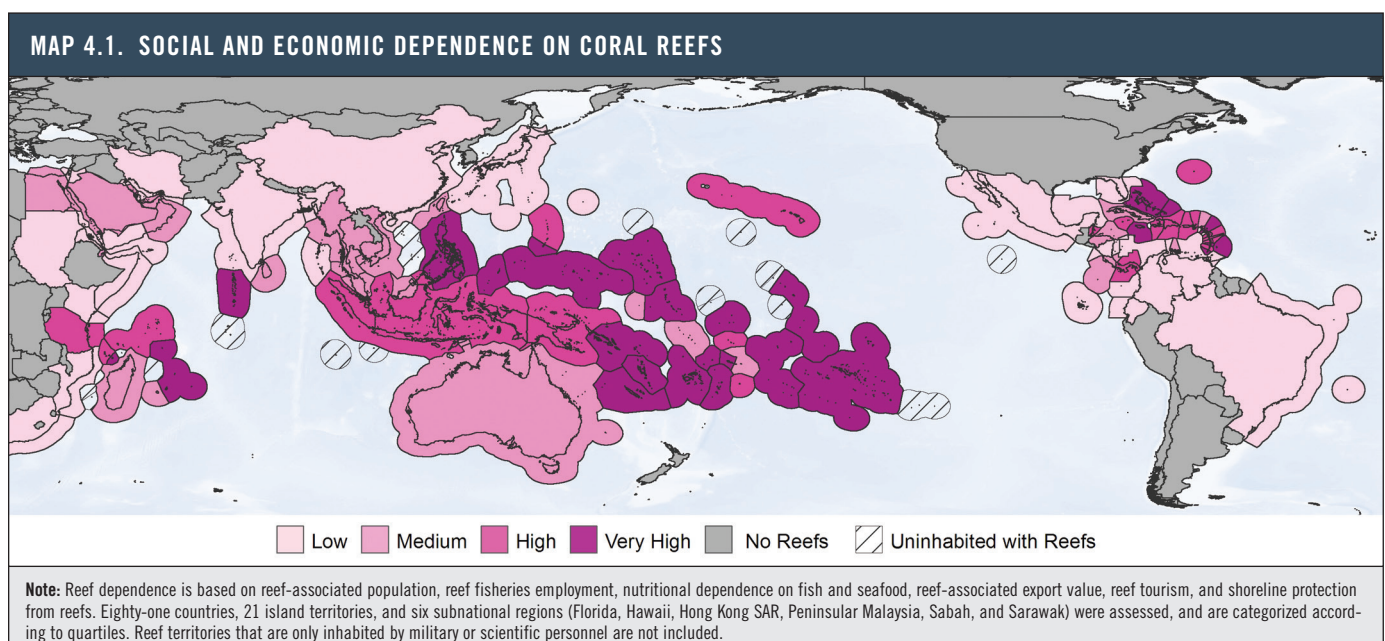 MAP 4.1. SOCIAL AND ECONOMIC DEPENDENCE ON CORAL REEFS
Low Medium High Very High No Reefs Uninhabited with Reefs
Note: Reef dependence is based on reef-associated population, reef fisheries employment, nutritional dependence on fish and seafood, reef-associated export value, reef tourism, and shoreline protection
from reefs. Eighty-one countries, 21 island territories, and six subnational regions (Florida, Hawaii, Hong Kong SAR, Peninsular Malaysia, Sabah, and Sarawak) were assessed, and are categorized accord-
ing to quartiles. Reef territories that are only inhabited by military or scientific personnel are not included.